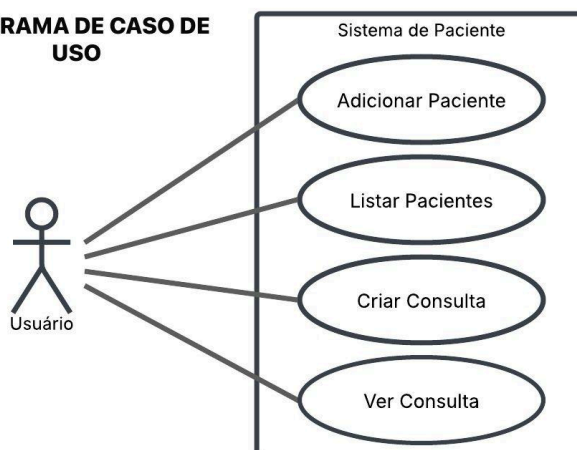 RAMA DE CASO DE
USO
Sistema de Paciente
Adicionar Paciente
Listar Pacientes
Criar Consulta
Ver Consulta
Usuário